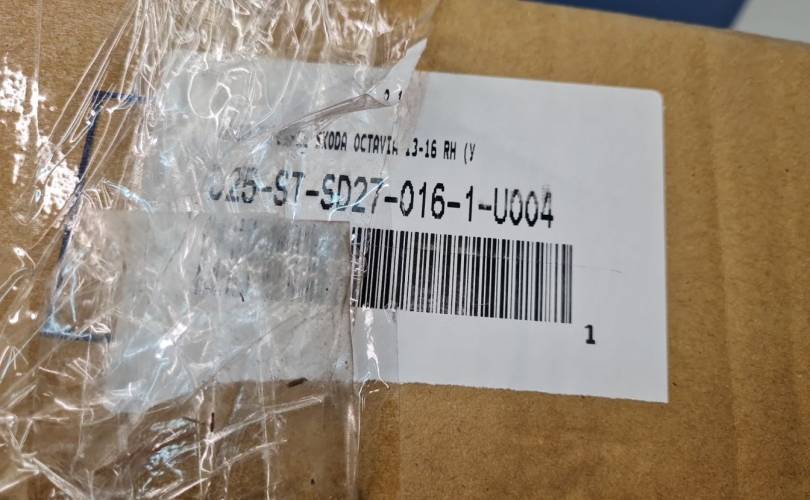 SKODA OCTAVIA 13-16 RH (У
025-ST-SD27-016-1-U004
1